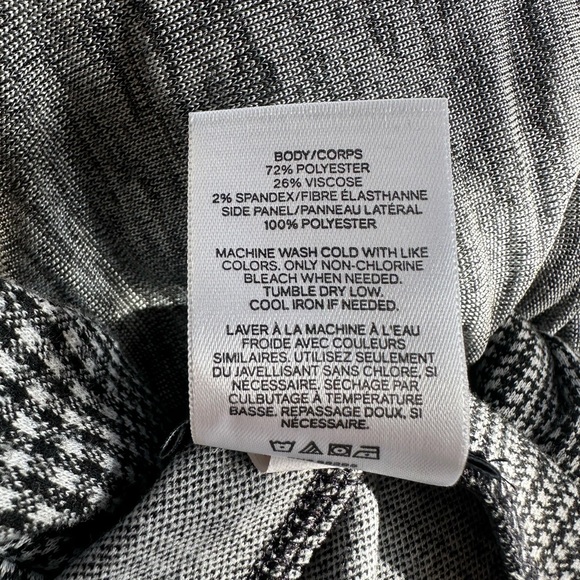 BODY/CORPS
72% POLYESTER
26% VISCOSE
2% SPANDEX/FIBRE ÉLASTHANNE
SIDE PANEL/PANNEAU LATÉRAL
100% POLYESTER
MACHINE WASH COLD WITH LIKE
COLORS. ONLY NON-CHLORINE
BLEACH WHEN NEEDED.
TUMBLE DRY LOW.
COOL IRON IF NEEDED.
LAVER À LA MACHINE À L'EAU
FROIDE AVEC COULEURS
SIMILAIRES. UTILISEZ SEULEMENT
DU JAVELLISANT SANS CHLORE, SI
NÉCESSAIRE. SÉCHAGE PAR
CULBUTAGE À TEMPÉRATURE
BASSE. REPASSAGE DOUX, SI
NÉCESSAIRE.